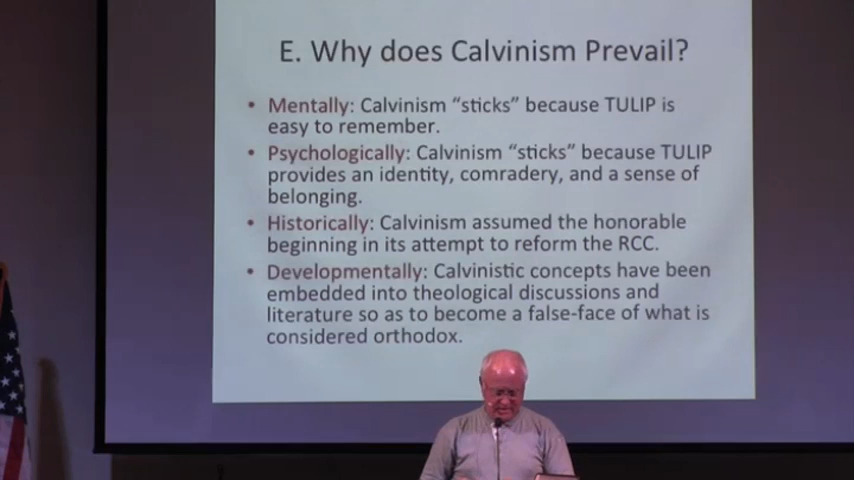 E. Why does Calvinism Prevail?
• Mentally: Calvinism “sticks” because TULIP is
easy to remember.
• Psychologically: Calvinism “sticks” because TULIP
provides an identity, comradery, and a sense of
belonging.
• Historically: Calvinism assumed the honorable
beginning in its attempt to reform the RCC.
• Developmentally: Calvinistic concepts have been
embedded into theological discussions and
literature so as to become a false-face of what is
considered orthodox.